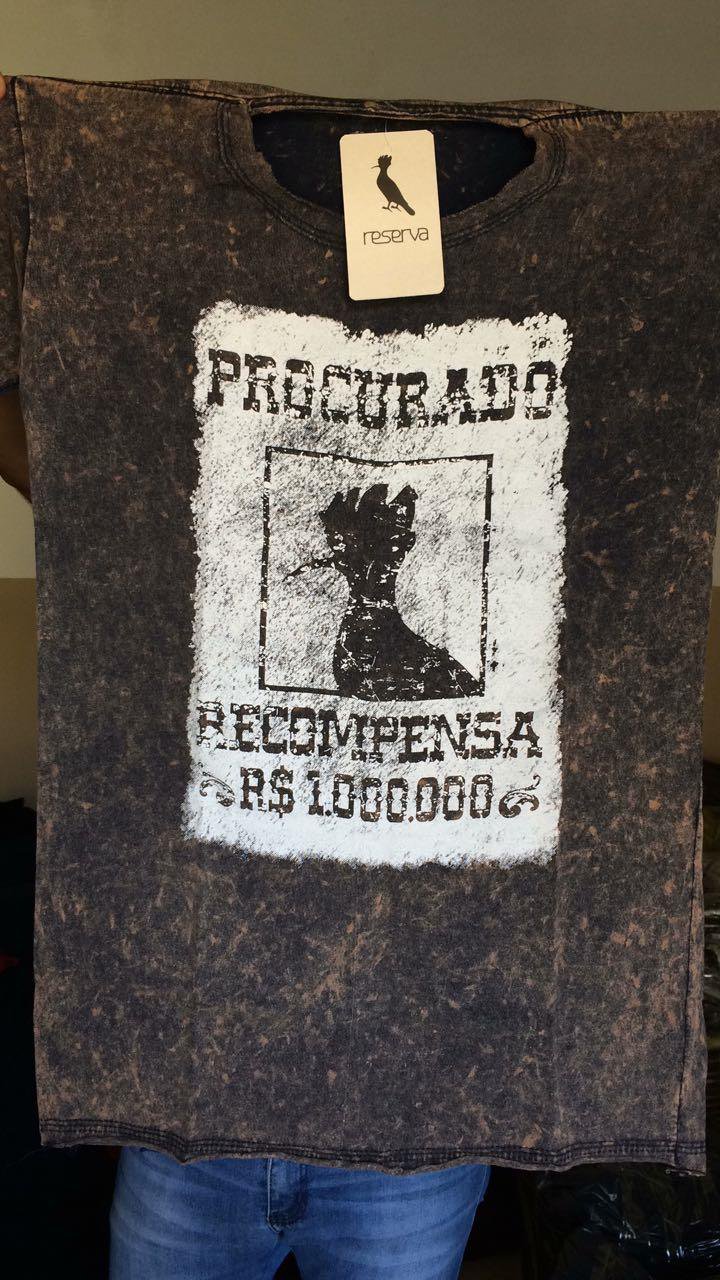 reserva
PROCURADO
RECOMPENSA
R$ 1.000.000